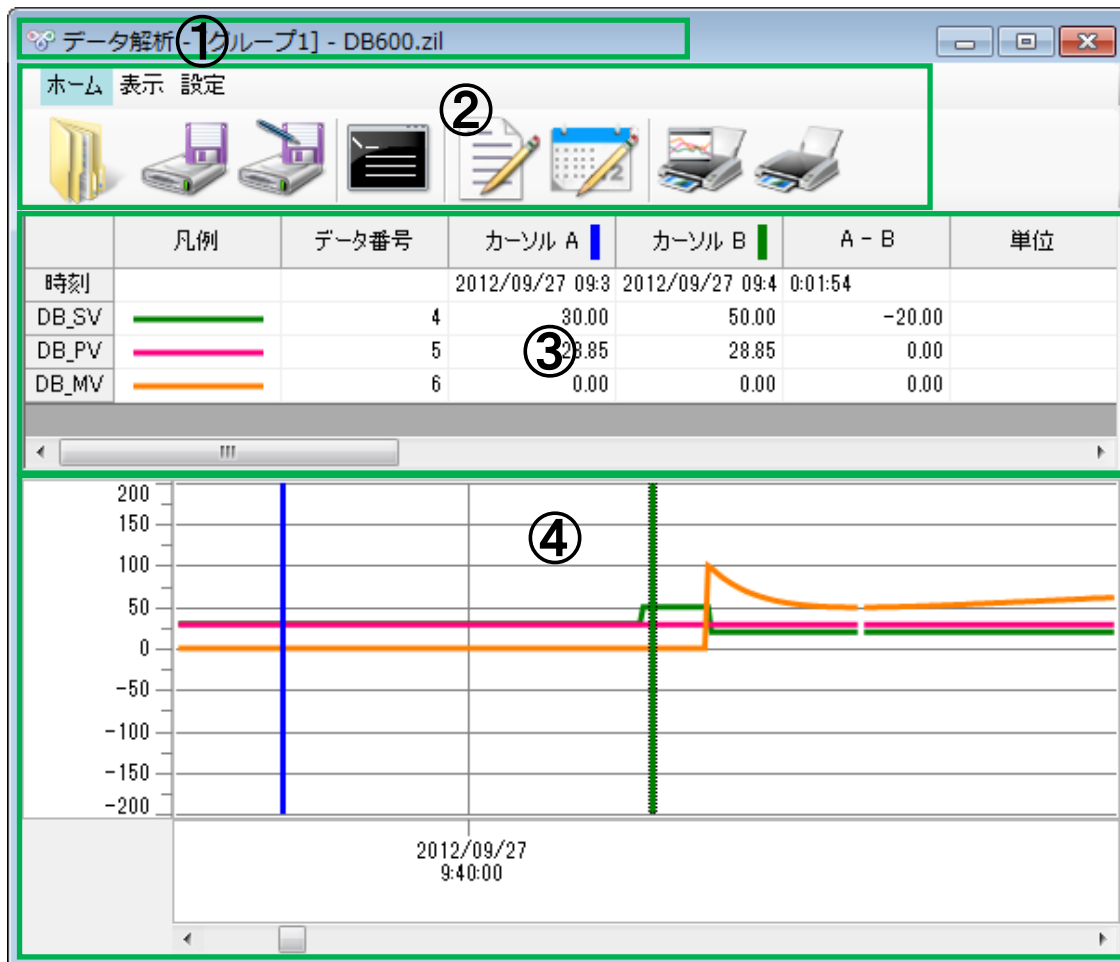 ① データ解析 - [グループ1] - DB600.zil
ホーム 表示 設定
②
凡例 データ番号 カーソル A カーソル B A - B 単位
時刻 2012/09/27 09:3 2012/09/27 09:4 0:01:54
DB_SV 4 30.00 50.00 -20.00
DB_PV 5 28.85 28.85 0.00
③
DB_MV 6 0.00 0.00 0.00
200
150
④
100
50
0
-50
-100
-150
-200
2012/09/27
9:40:00